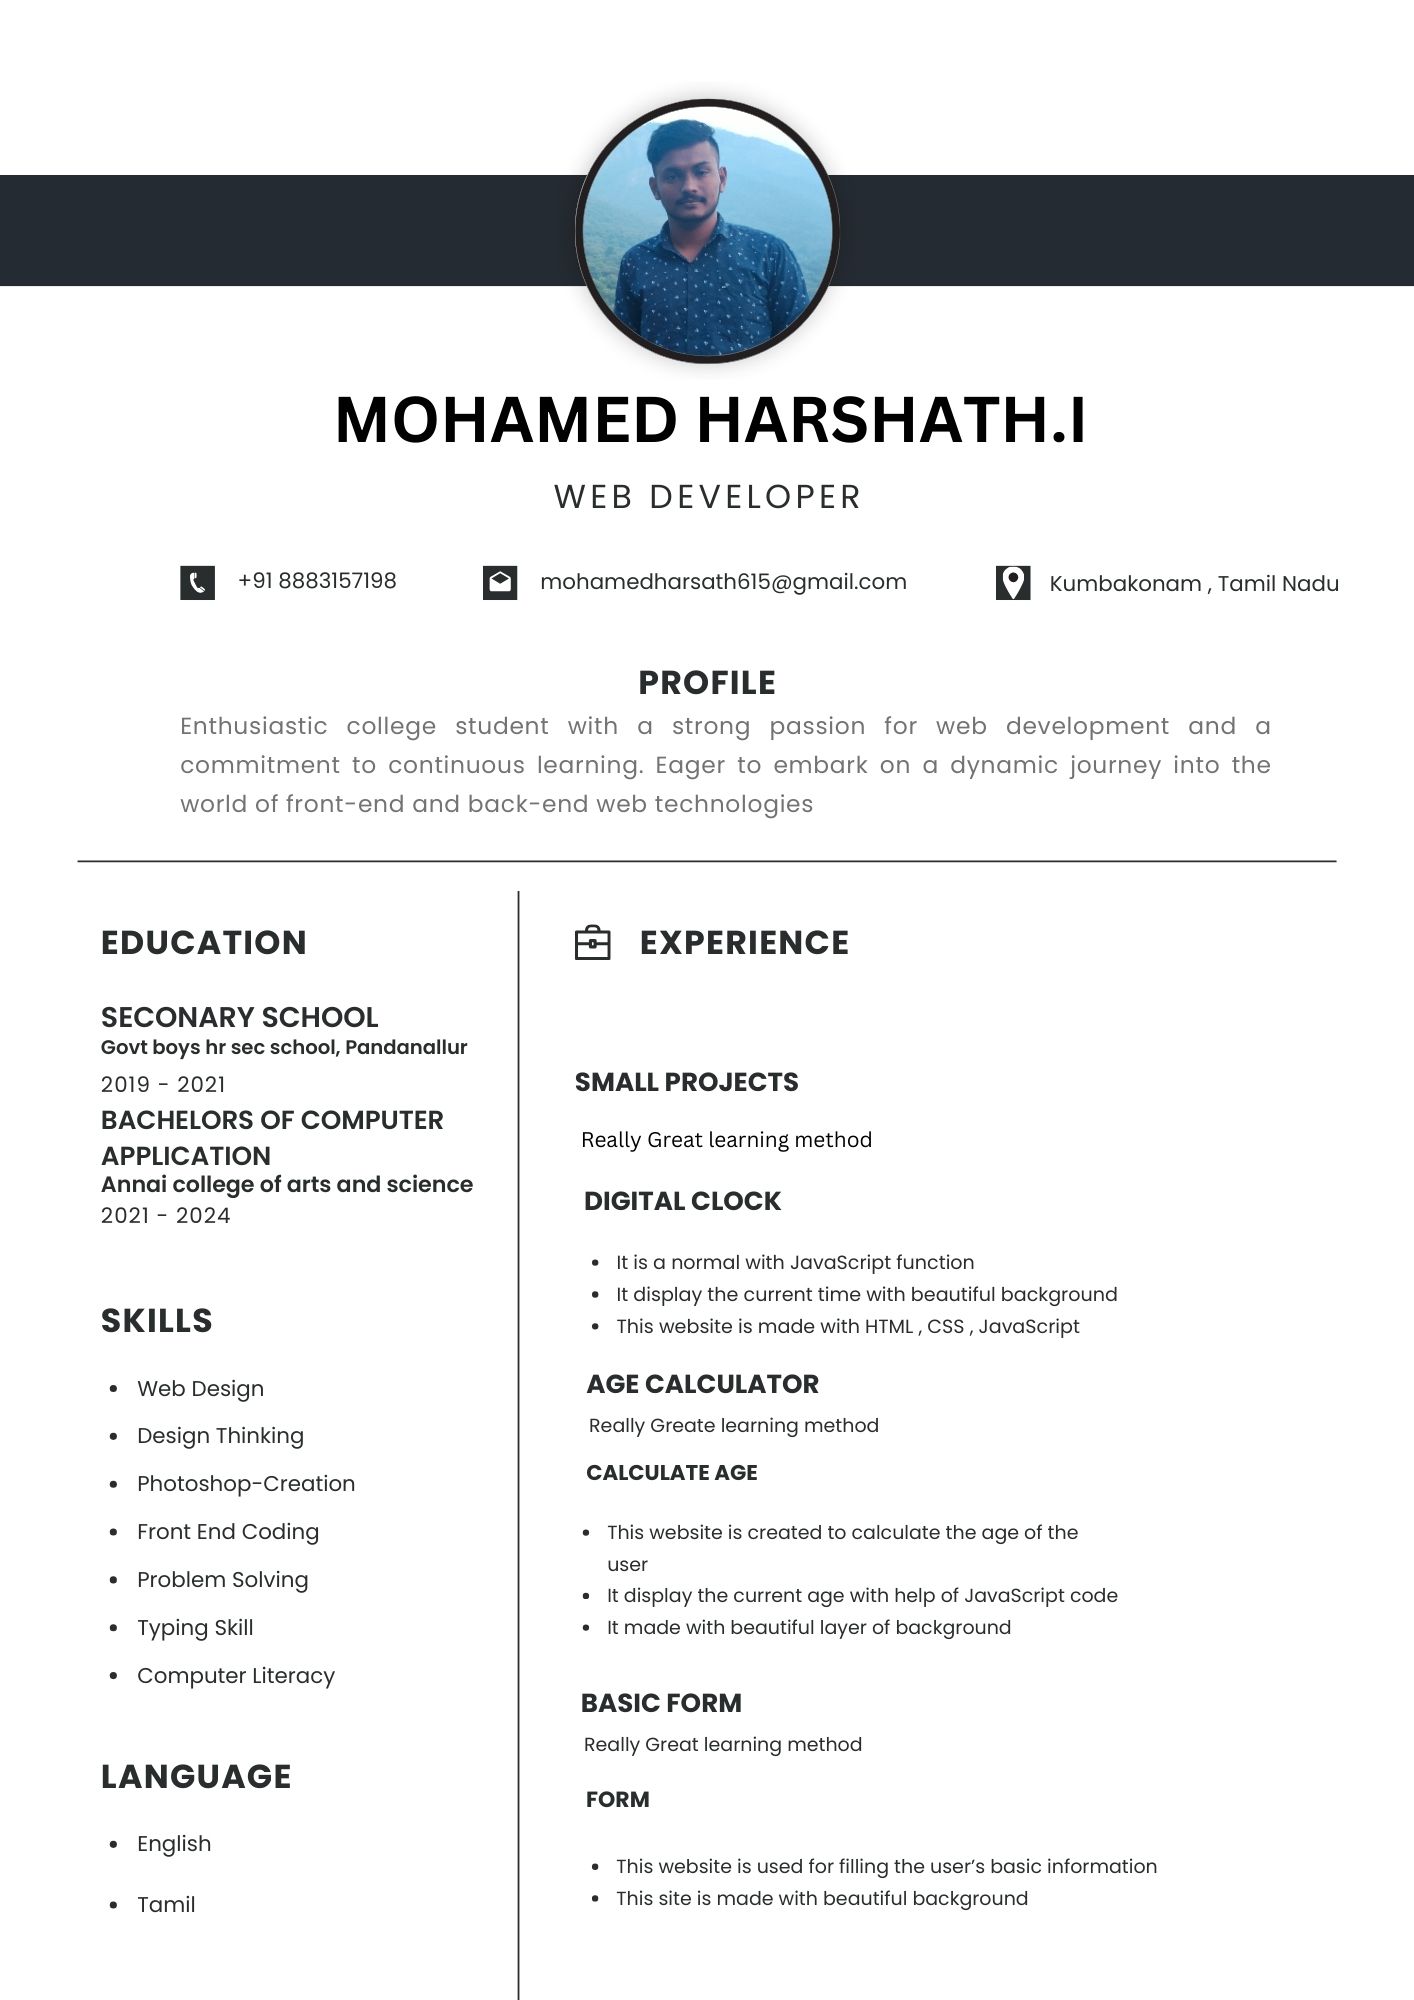 MOHAMED HARSHATH.I
WEB DEVELOPER
+91 8883157198
mohamedharsath615@gmail.com
Kumbakonam , Tamil Nadu
PROFILE
Enthusiastic college student with a strong passion for web development and a
commitment to continuous learning. Eager to embark on a dynamic journey into the
world of front-end and back-end web technologies
EDUCATION
SECONARY SCHOOL
Govt boys hr sec school, Pandanallur
2019 - 2021
BACHELORS OF COMPUTER
APPLICATION
Annai college of arts and science
2021 - 2024
SKILLS
• Web Design
• Design Thinking
• Photoshop-Creation
• Front End Coding
• Problem Solving
• Typing Skill
• Computer Literacy
LANGUAGE
• English
• Tamil
EXPERIENCE
SMALL PROJECTS
Really Great learning method
DIGITAL CLOCK
• It is a normal with JavaScript function
• It display the current time with beautiful background
• This website is made with HTML , CSS , JavaScript
AGE CALCULATOR
Really Greate learning method
CALCULATE AGE
• This website is created to calculate the age of the
user
• It display the current age with help of JavaScript code
• It made with beautiful layer of background
BASIC FORM
Really Great learning method
FORM
• This website is used for filling the user’s basic information
• This site is made with beautiful background